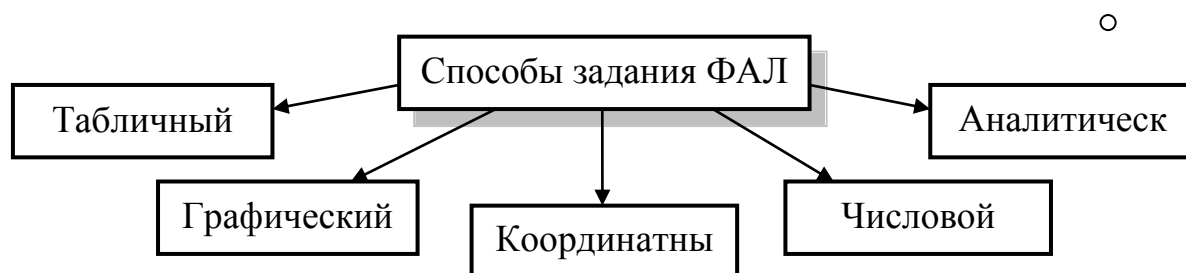 Способы задания ФАЛ
Табличный
Аналитическ
Графический
Числовой
Координатны